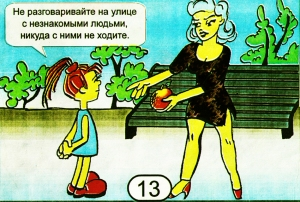 Не разговаривайте на улице
с незнакомыми людьми,
никуда с ними не ходите.
13